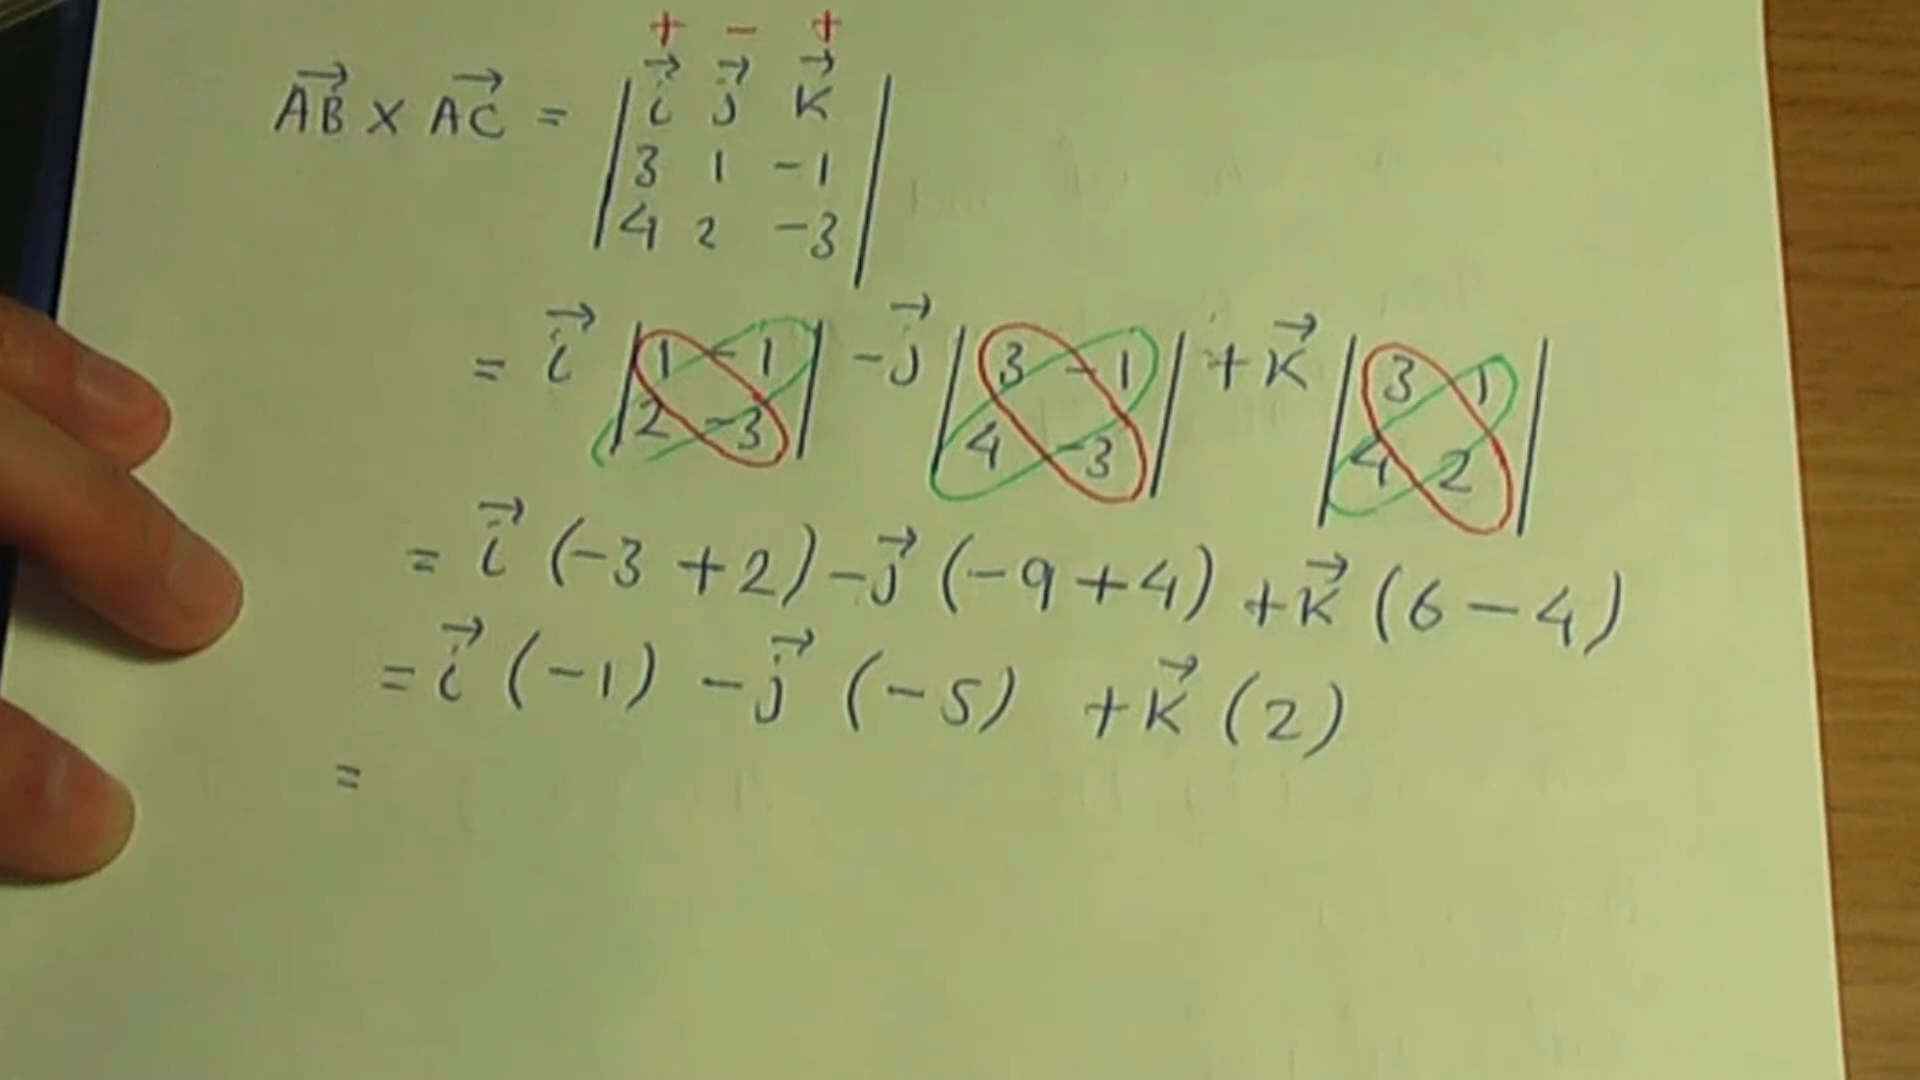 + − +
AB⃗ × AC⃗ = | i⃗ j⃗ k⃗ |
3 1 −1
4 2 −3
= i⃗ | 1 −1 | −j⃗ | 3 −1 | +k⃗ | 3 1 |
2 −3 4 −3 4 2
= i⃗ (−3 +2) −j⃗ (−9+4) +k⃗ (6−4)
= i⃗ (−1) −j⃗ (−5) +k⃗ (2)
=